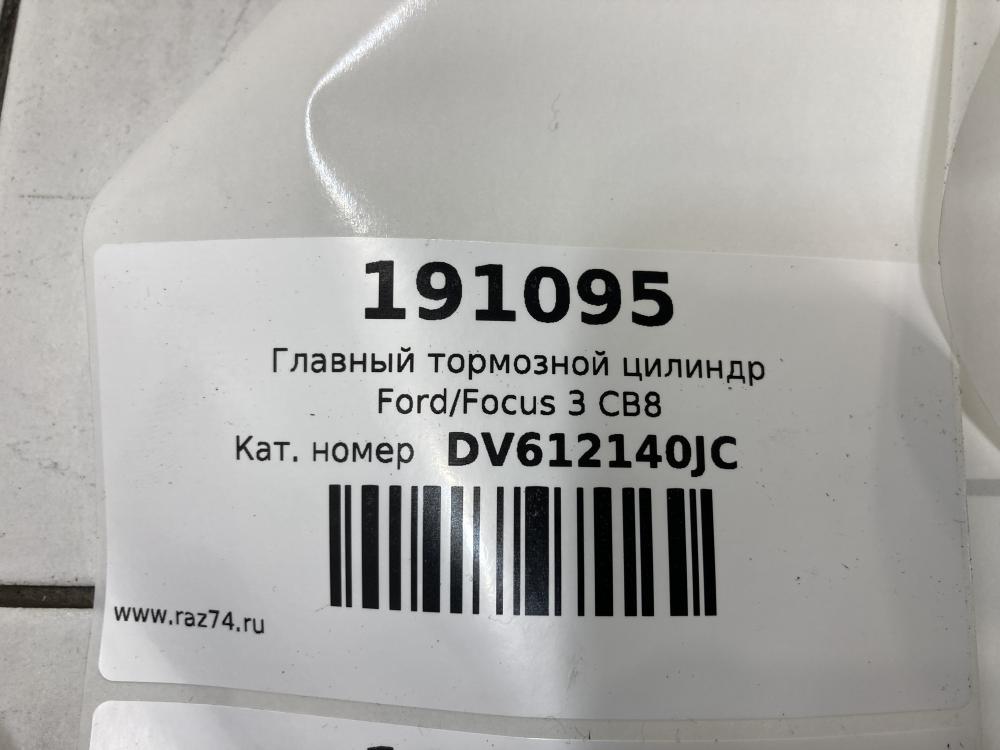 191095
Главный тормозной цилиндр
Ford/Focus 3 CB8
Кат. номер DV612140JC
www.raz74.ru